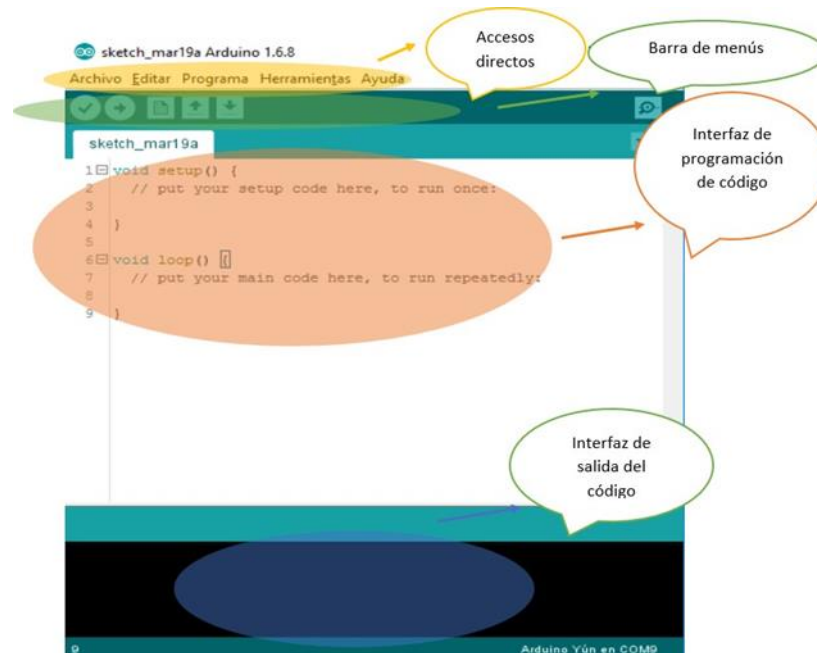 sketch_mar19a Arduino 1.6.8
Archivo Editar Programa Herramientas Ayuda
Accesos
directos
Barra de menús
sketch_mar19a
Interfaz de
programación
de código
1 void setup() {
2 // put your setup code here, to run once:
3
4 }
5
6 void loop() {
7 // put your main code here, to run repeatedly:
8
9 }
Interfaz de
salida del
código
9
Arduino Yún en COM9